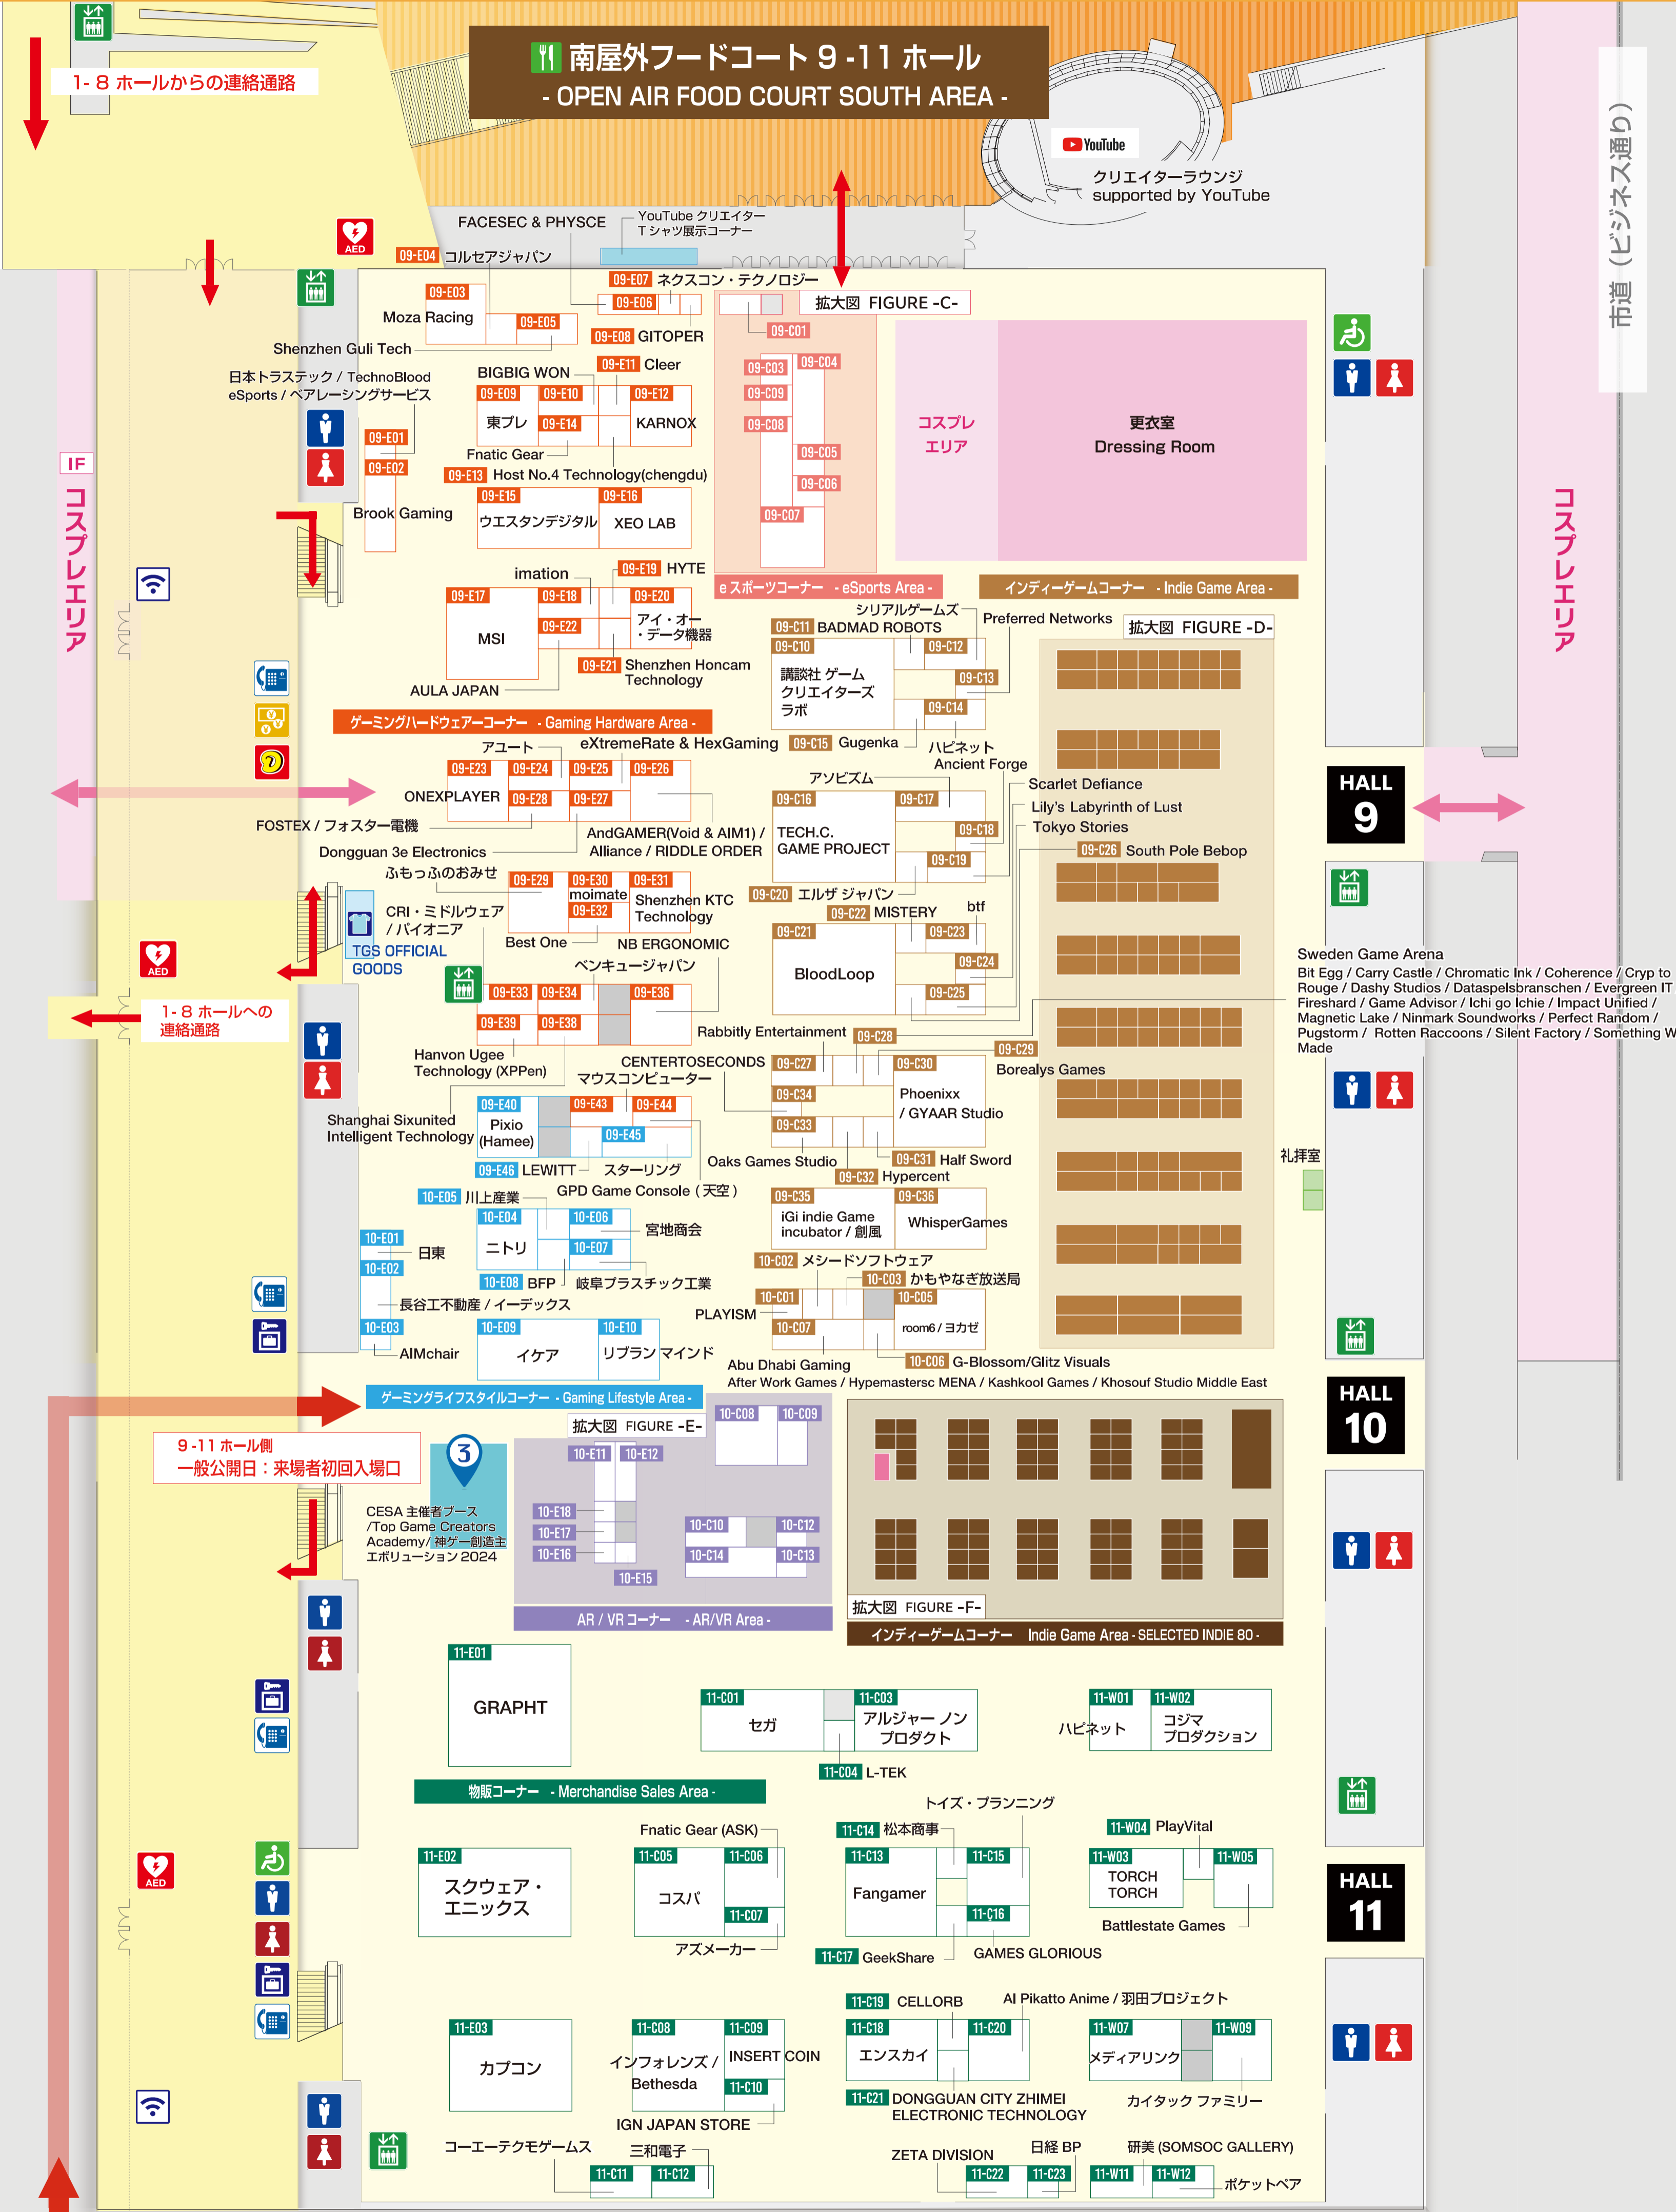 南屋外フードコート 9 -11 ホール
- OPEN AIR FOOD COURT SOUTH AREA -
1- 8 ホールからの連絡通路
YouTube
クリエイターラウンジ
supported by YouTube
市道（ビジネス通り）
AED
FACESEC & PHYSCE
YouTube クリエイター
T シャツ展示コーナー
09-E04 コルセアジャパン
09-E07 ネクスコン・テクノロジー
09-E03
09-E06
拡大図 FIGURE -C-
Moza Racing
09-E05
09-C01
09-E08 GITOPER
Shenzhen Guli Tech
09-E11 Cleer
09-C03
09-C04
日本トラステック / TechnoBlood
eSports / ベアレーシングサービス
BIGBIG WON
09-E09
09-E10
09-E12
09-C09
東プレ
09-E14
KARNOX
09-C08
コスプレ
エリア
更衣室
Dressing Room
09-E01
Fnatic Gear
09-C05
IF
コスプレエリア
09-E02
09-E13 Host No.4 Technology(chengdu)
09-C06
09-E15
09-E16
Brook Gaming
ウエスタンデジタル
XEO LAB
09-C07
コスプレエリア
imation
09-E19 HYTE
e スポーツコーナー - eSports Area -
インディーゲームコーナー - Indie Game Area -
09-E17
09-E18
09-E20
シリアルゲームズ
Preferred Networks
MSI
09-E22
アイ・オー
・データ機器
09-C11 BADMAD ROBOTS
拡大図 FIGURE -D-
09-C10
09-C12
09-E21 Shenzhen Honcam
Technology
講談社 ゲーム
クリエイターズ
ラボ
09-C13
AULA JAPAN
09-C14
ゲーミングハードウェアーコーナー - Gaming Hardware Area -
アユート
eXtremeRate & HexGaming
09-C15 Gugenka
ハピネット
Ancient Forge
09-E23
09-E24
09-E25
09-E26
アソビズム
Scarlet Defiance
HALL
9
ONEXPLAYER
09-E28
09-E27
09-C16
09-C17
Lily's Labyrinth of Lust
FOSTEX / フォスター電機
AndGAMER(Void & AIM1) /
Alliance / RIDDLE ORDER
TECH.C.
GAME PROJECT
09-C18
Tokyo Stories
Dongguan 3e Electronics
09-C19
09-C26 South Pole Bebop
ふもっふのおみせ
09-E29
09-E30
09-E31
moimate
Shenzhen KTC
Technology
09-C20 エルザ ジャパン
CRI・ミドルウェア
/ パイオニア
09-E32
09-C22 MISTERY
btf
TGS OFFICIAL
GOODS
Best One
NB ERGONOMIC
09-C21
09-C23
AED
ベンキュージャパン
BloodLoop
09-C24
Sweden Game Arena
Bit Egg / Carry Castle / Chromatic Ink / Coherence / Cryp to
Rouge / Dashy Studios / Dataspelsbranschen / Evergreen IT
Fireshard / Game Advisor / Ichi go Ichie / Impact Unified /
Magnetic Lake / Ninmark Soundworks / Perfect Random /
Pugstorm / Rotten Raccoons / Silent Factory / Something W
Made
09-E33
09-E34
09-E36
09-C25
1- 8 ホールへの
連絡通路
09-E39
09-E38
Rabbitly Entertainment
09-C28
Hanvon Ugee
Technology (XPPen)
CENTERTOSECONDS
09-C27
09-C30
09-C29
Borealys Games
マウスコンピューター
09-C34
Phoenixx
/ GYAAR Studio
Shanghai Sixunited
Intelligent Technology
09-E40
09-E43
09-E44
Pixio
(Hamee)
09-E45
09-C33
09-E46 LEWITT
スターリング
Oaks Games Studio
09-C31 Half Sword
09-C32 Hypercent
礼拝室
GPD Game Console ( 天空 )
10-E05 川上産業
09-C35
09-C36
10-E04
10-E06
宮地商会
iGi indie Game
incubator / 創風
WhisperGames
10-E01
日東
ニトリ
10-E07
10-E02
10-E08 BFP
岐阜プラスチック工業
10-C02 メシードソフトウェア
10-C03 かもやなぎ放送局
長谷工不動産 / イーデックス
PLAYISM
10-C01
10-C05
10-E03
10-E09
10-E10
10-C07
room6 / ヨカゼ
AIMchair
イケア
リブラン マインド
Abu Dhabi Gaming
10-C06 G-Blossom/Glitz Visuals
After Work Games / Hypemastersc MENA / Kashkool Games / Khosouf Studio Middle East
HALL
10
ゲーミングライフスタイルコーナー - Gaming Lifestyle Area -
拡大図 FIGURE -E-
10-C08
10-C09
9 -11 ホール側
一般公開日：来場者初回入場口
3
10-E11
10-E12
CESA 主催者ブース
/Top Game Creators
Academy/ 神ゲー創造主
エボリューション 2024
10-E18
10-E17
10-E16
10-C10
10-C12
10-C14
10-C13
10-E15
拡大図 FIGURE -F-
AR / VR コーナー - AR/VR Area -
インディーゲームコーナー Indie Game Area - SELECTED INDIE 80 -
11-E01
GRAPHT
11-C01
11-C03
セガ
アルジャー ノン
プロダクト
11-W01
11-W02
ハピネット
コジマ
プロダクション
11-C04 L-TEK
物販コーナー - Merchandise Sales Area -
トイズ・プランニング
Fnatic Gear (ASK)
11-C14 松本商事
11-W04 PlayVital
AED
11-E02
11-C05
11-C06
11-C13
11-C15
11-W03
11-W05
スクウェア・
エニックス
コスパ
Fangamer
TORCH
TORCH
HALL
11
11-C07
11-C16
Battlestate Games
アズメーカー
11-C17 GeekShare
GAMES GLORIOUS
11-C19 CELLORB
AI Pikatto Anime / 羽田プロジェクト
11-E03
11-C08
11-C09
11-C18
11-C20
11-W07
11-W09
カプコン
インフォレンズ /
Bethesda
INSERT COIN
エンスカイ
メディアリンク
11-C10
11-C21 DONGGUAN CITY ZHIMEI
ELECTRONIC TECHNOLOGY
カイタック ファミリー
IGN JAPAN STORE
コーエーテクモゲームス
三和電子
ZETA DIVISION
日経 BP
研美 (SOMSOC GALLERY)
11-C11
11-C12
11-C22
11-C23
11-W11
11-W12
ポケットペア